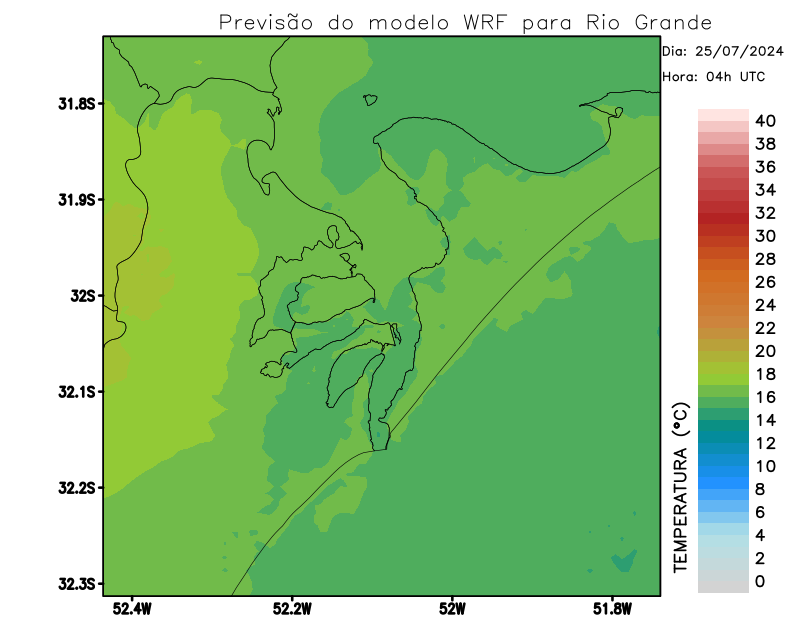 Previsão do modelo WRF para Rio Grande
Dia: 25/07/2024
Hora: 04h UTC
31.8S
31.9S
32S
32.1S
32.2S
32.3S
52.4W
52.2W
52W
51.8W
TEMPERATURA (°C)
40
38
36
34
32
30
28
26
24
22
20
18
16
14
12
10
8
6
4
2
0